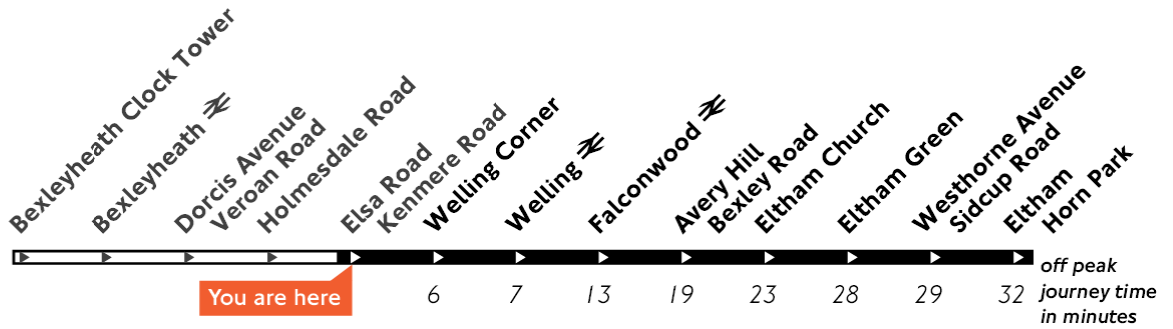 Bexleyheath Clock Tower
Bexleyheath
Dorcis Avenue
Veroan Road
Holmesdale Road
Elsa Road
Kenmere Road
Welling Corner
Welling
Falconwood
Avery Hill
Bexley Road
Eltham Church
Eltham Green
Westhorne Avenue
Sidcup Road
Eltham
Horn Park
You are here
6 7 13 19 23 28 29 32
off peak
journey time
in minutes